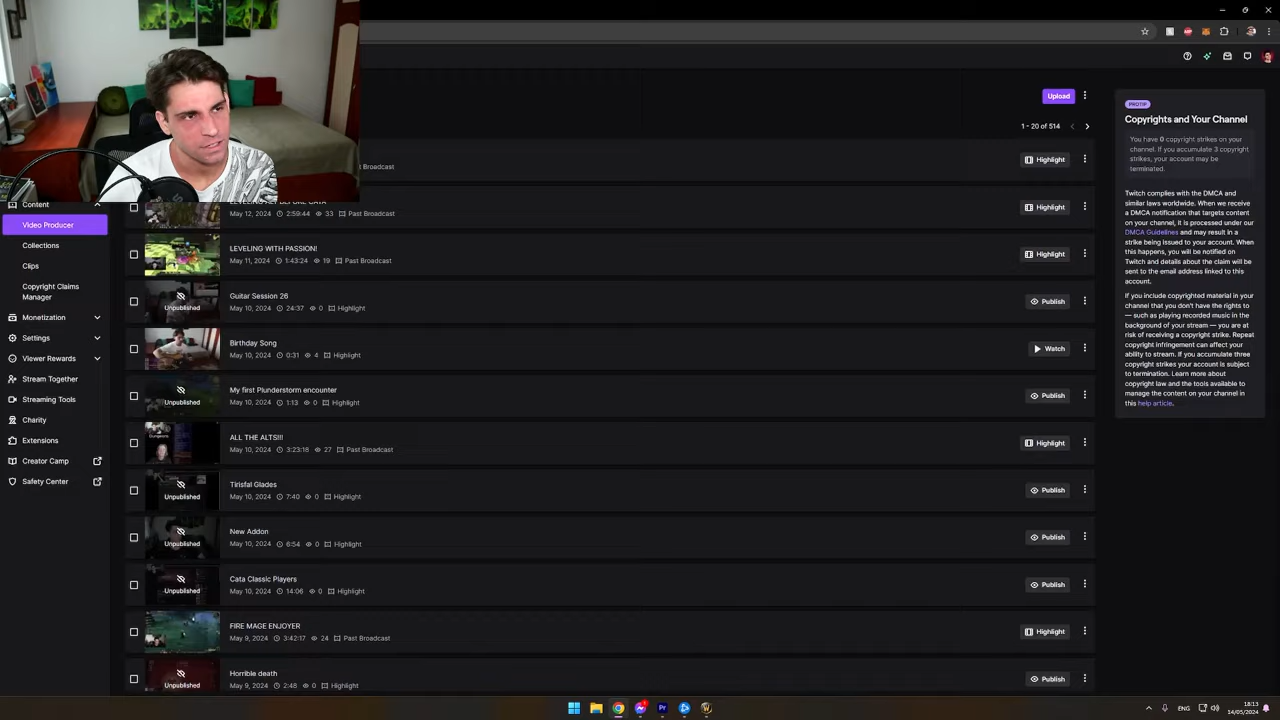 Upload
1 - 20 of 514
Past Broadcast
Highlight
LEVELING
May 12, 2024 2:59:44 33 Past Broadcast
Highlight
LEVELING WITH PASSION!
May 11, 2024 1:43:24 19 Past Broadcast
Highlight
Unpublished
Guitar Session 26
May 10, 2024 24:37 0 Highlight
Publish
Birthday Song
May 10, 2024 0:31 4 Highlight
Watch
Unpublished
My first Plunderstorm encounter
May 10, 2024 1:13 0 Highlight
Publish
ALL THE ALTS!!!
May 10, 2024 3:23:18 27 Past Broadcast
Highlight
Unpublished
Tirisfal Glades
May 10, 2024 7:40 0 Highlight
Publish
Unpublished
New Addon
May 10, 2024 6:54 0 Highlight
Publish
Unpublished
Cata Classic Players
May 10, 2024 14:06 0 Highlight
Publish
FIRE MAGE ENJOYER
May 9, 2024 3:42:17 24 Past Broadcast
Highlight
Unpublished
Horrible death
May 9, 2024 2:48 0 Highlight
Publish
Content
Video Producer
Collections
Clips
Copyright Claims
Manager
Monetization
Settings
Viewer Rewards
Stream Together
Streaming Tools
Charity
Extensions
Creator Camp
Safety Center
PROTIP
Copyrights and Your Channel
You have 0 copyright strikes on your
channel. If you accumulate 3 copyright
strikes, your account may be
terminated.
Twitch complies with the DMCA and
similar laws worldwide. When we receive
a DMCA notification that targets content
on your channel, it is processed under our
DMCA Guidelines and may result in a
strike being issued to your account. When
this happens, you will be notified on
Twitch and details about the claim will be
sent to the email address linked to this
account.
If you include copyrighted material in your
channel that you don't have the rights to
— such as playing recorded music in the
background of your stream — you are at
risk of receiving a copyright strike. Repeat
copyright infringement can affect your
ability to stream. If you accumulate three
copyright strikes your account is subject
to termination. Learn more about
copyright law and the tools available to
manage the content on your channel in
this help article.
ENG
18:13
14/05/2024